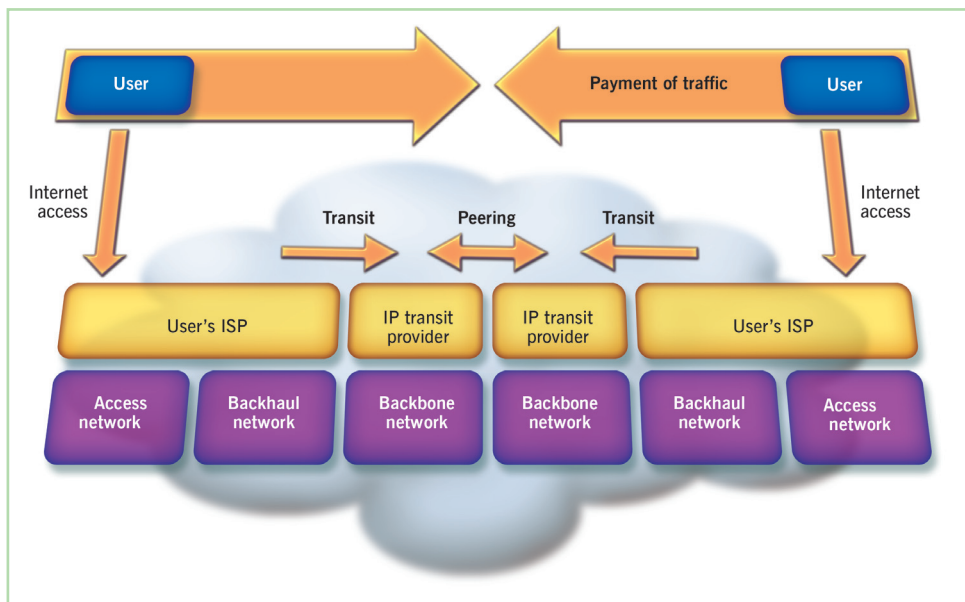 User
Payment of traffic
User
Internet
access
Internet
access
Transit
Peering
Transit
User's ISP
IP transit
provider
IP transit
provider
User's ISP
Access
network
Backhaul
network
Backbone
network
Backbone
network
Backhaul
network
Access
network